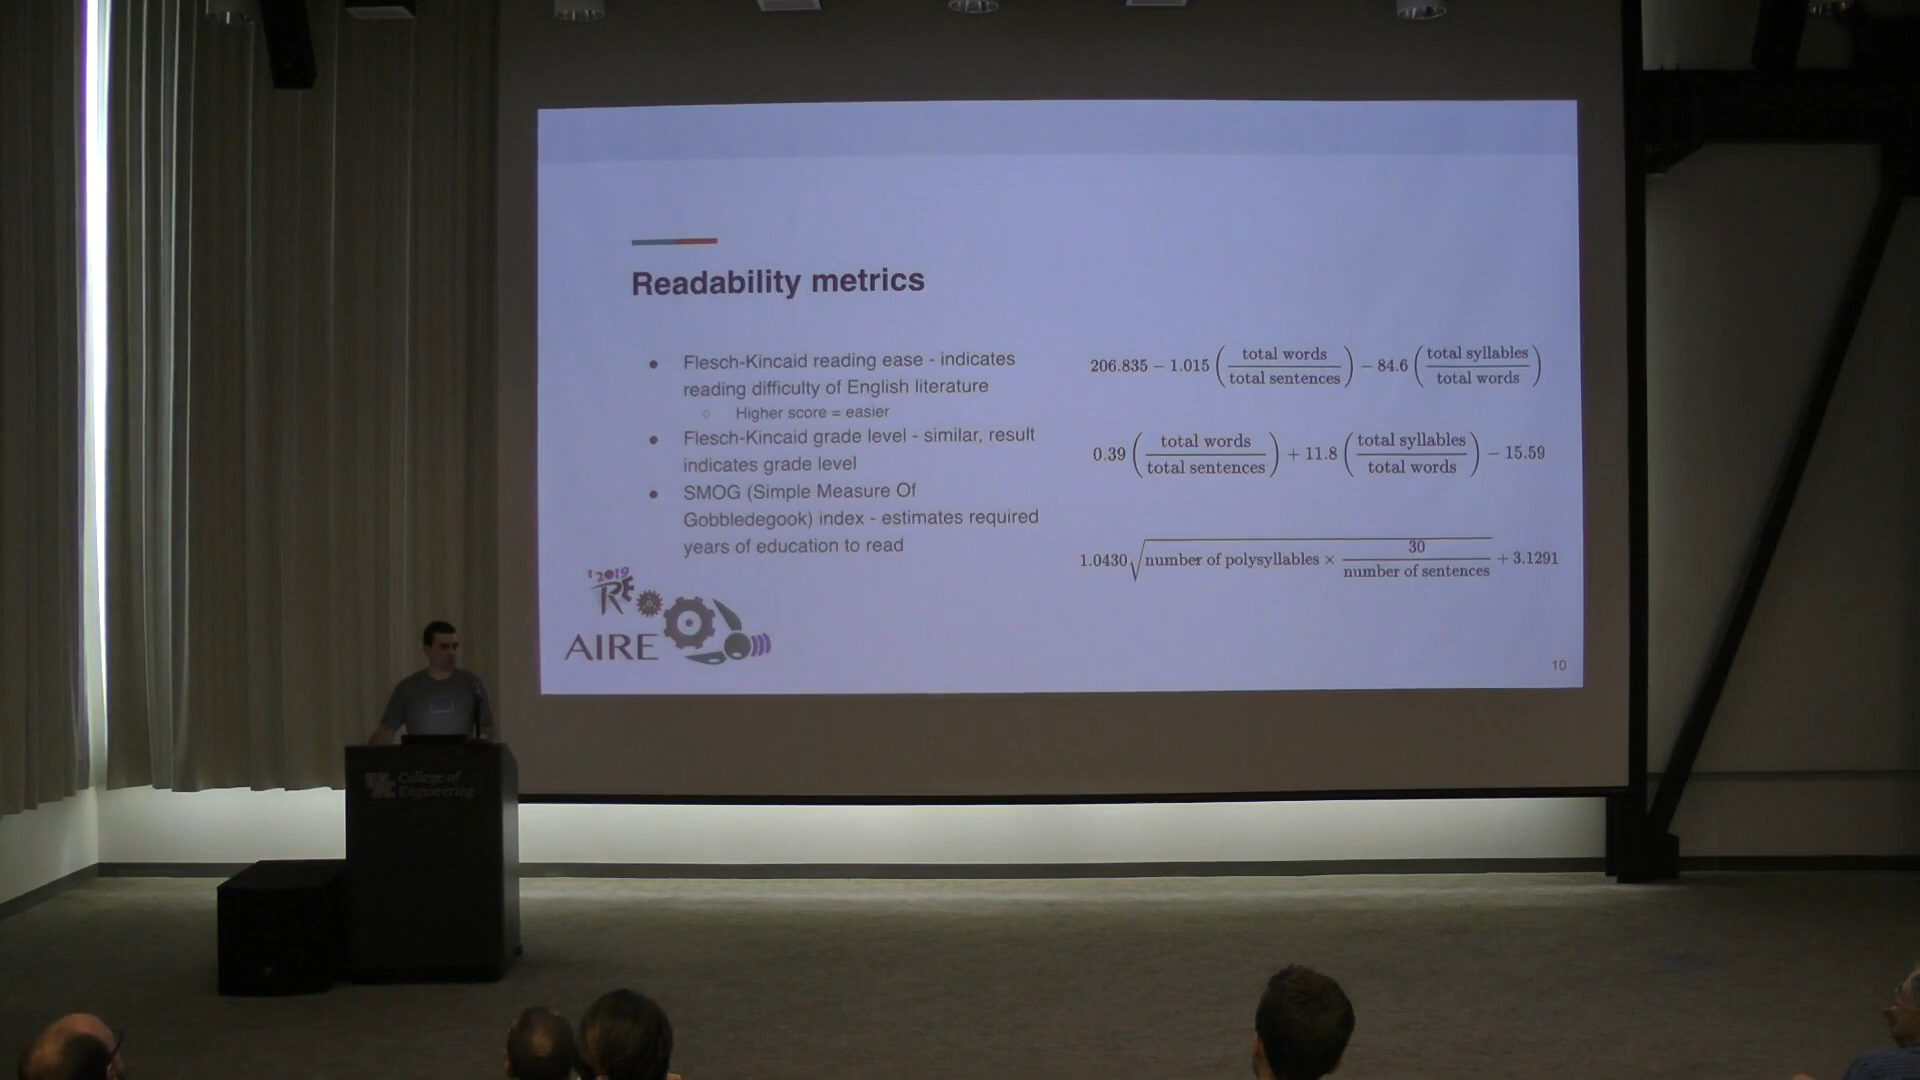 Readability metrics
● Flesch-Kincaid reading ease - indicates
reading difficulty of English literature
○ Higher score = easier
● Flesch-Kincaid grade level - similar, result
indicates grade level
● SMOG (Simple Measure Of
Gobbledegook) index - estimates required
years of education to read
206.835 − 1.015 (total words / total sentences) − 84.6 (total syllables / total words)
0.39 (total words / total sentences) + 11.8 (total syllables / total words) − 15.59
1.0430 √(number of polysyllables × 30 / number of sentences) + 3.1291
2019
RE
AIRE
10
UK College of
Engineering